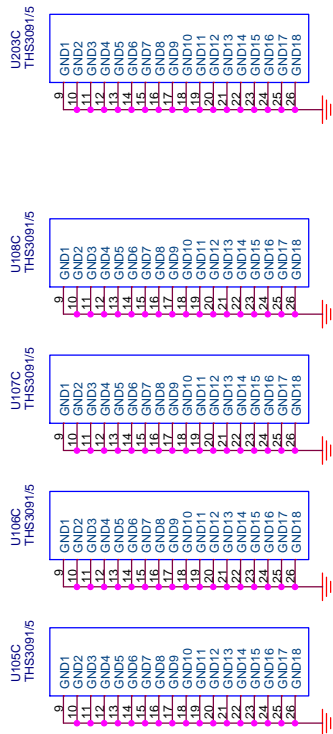 U105C
THS3091/5
9 GND1
10 GND2
11 GND3
12 GND4
13 GND5
14 GND6
15 GND7
16 GND8
17 GND9
18 GND10
19 GND11
20 GND12
21 GND13
22 GND14
23 GND15
24 GND16
25 GND17
26 GND18
U106C
THS3091/5
9 GND1
10 GND2
11 GND3
12 GND4
13 GND5
14 GND6
15 GND7
16 GND8
17 GND9
18 GND10
19 GND11
20 GND12
21 GND13
22 GND14
23 GND15
24 GND16
25 GND17
26 GND18
U107C
THS3091/5
9 GND1
10 GND2
11 GND3
12 GND4
13 GND5
14 GND6
15 GND7
16 GND8
17 GND9
18 GND10
19 GND11
20 GND12
21 GND13
22 GND14
23 GND15
24 GND16
25 GND17
26 GND18
U108C
THS3091/5
9 GND1
10 GND2
11 GND3
12 GND4
13 GND5
14 GND6
15 GND7
16 GND8
17 GND9
18 GND10
19 GND11
20 GND12
21 GND13
22 GND14
23 GND15
24 GND16
25 GND17
26 GND18
U203C
THS3091/5
9 GND1
10 GND2
11 GND3
12 GND4
13 GND5
14 GND6
15 GND7
16 GND8
17 GND9
18 GND10
19 GND11
20 GND12
21 GND13
22 GND14
23 GND15
24 GND16
25 GND17
26 GND18